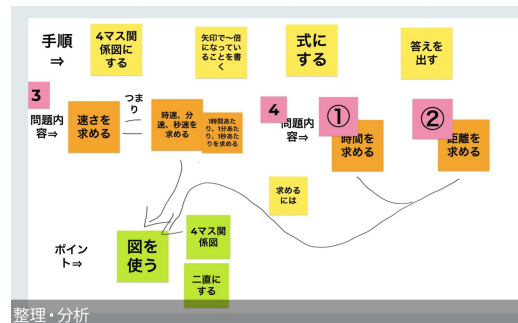 手順
⇒
4マス関
係図に
する
矢印で〜倍
になってい
ることを書
く
式に
する
答えを
出す
3
問題内
容⇒
速さを
求める
つま
り
時速、分
速、秒速を
求める
1時間あた
り、1分あた
り、1秒あた
りを求める
4
問題内
容⇒
①
時間を
求める
②
距離を
求める
求める
には
ポイン
ト⇒
図を
使う
4マス関
係図
二直に
する
整理・分析